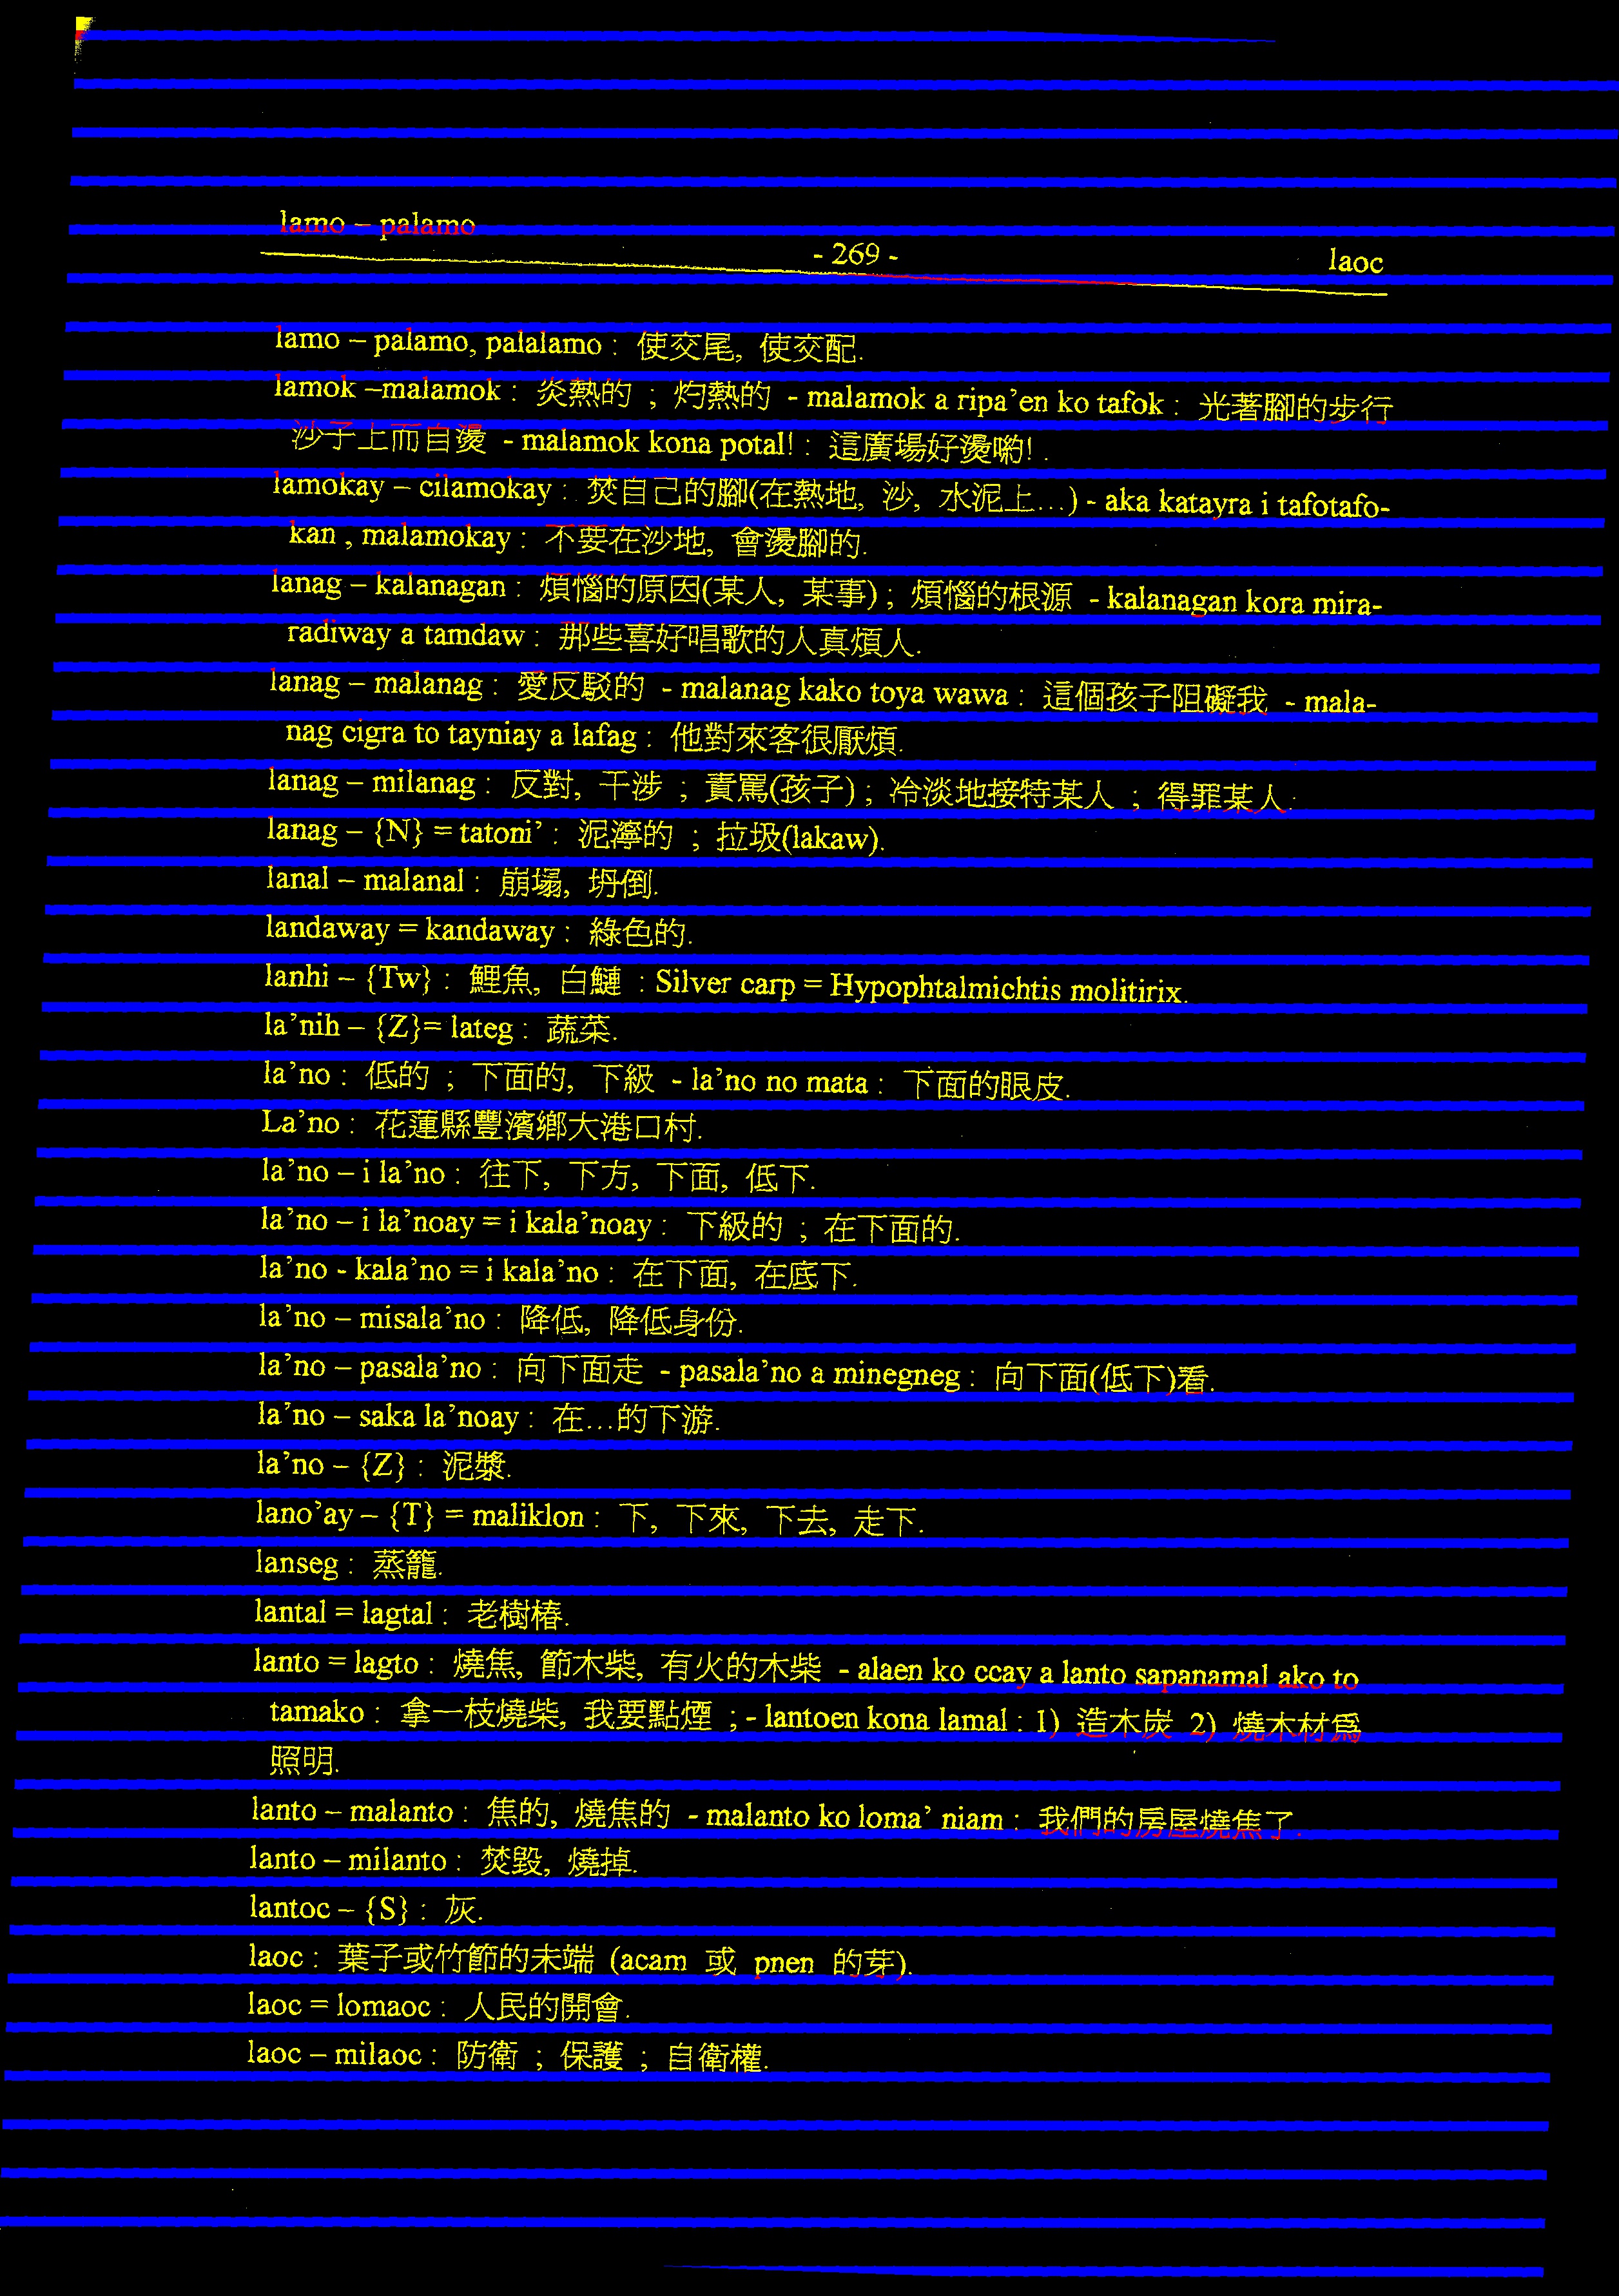 lamo – palamo
- 269 -
laoc
lamo – palamo, palalamo : 使交尾, 使交配.
lamok –malamok : 炎熱的 ; 灼熱的 - malamok a ripa’en ko tafok : 光著腳的步行
沙子上而自燙 - malamok kona potal! : 這廣場好燙喲! .
lamokay – cilamokay : 焚自己的腳(在熱地, 沙, 水泥上…) - aka katayra i tafotafo-
kan , malamokay : 不要在沙地, 會燙腳的.
lanag – kalanagan : 煩惱的原因(某人, 某事) ; 煩惱的根源 - kalanagan kora mira-
radiway a tamdaw : 那些喜好唱歌的人真煩人.
lanag – malanag : 愛反駁的 - malanag kako toya wawa : 這個孩子阻礙我 - mala-
nag cigra to tayniay a lafag : 他對來客很厭煩.
lanag – milanag : 反對, 干涉 ; 責罵(孩子) ; 冷淡地接特某人 ; 得罪某人.
lanag – {N} = tatoni’ : 泥濘的 ; 拉圾(lakaw).
lanal – malanal : 崩塌, 坍倒.
landaway = kandaway : 綠色的.
lanhi – {Tw} : 鯉魚, 白鰱 : Silver carp = Hypophtalmichtis molitirix.
la’nih – {Z}= lateg : 蔬菜.
la’no : 低的 ; 下面的, 下級 - la’no no mata : 下面的眼皮.
La’no : 花蓮縣豐濱鄉大港口村.
la’no – i la’no : 往下, 下方, 下面, 低下.
la’no – i la’noay = i kala’noay : 下級的 ; 在下面的.
la’no - kala’no = i kala’no : 在下面, 在底下.
la’no – misala’no : 降低, 降低身份.
la’no – pasala’no : 向下面走 - pasala’no a minegneg : 向下面(低下)看.
la’no – saka la’noay : 在…的下游.
la’no – {Z} : 泥漿.
lano’ay – {T} = maliklon : 下, 下來, 下去, 走下.
lanseg : 蒸籠.
lantal = lagtal : 老樹樁.
lanto = lagto : 燒焦, 節木柴, 有火的木柴 - alaen ko ccay a lanto sapanamal ako to
tamako : 拿一枝燒柴, 我要點煙 ; - lantoen kona lamal : 1) 造木炭 2) 燒木材為
照明.
lanto – malanto : 焦的, 燒焦的 - malanto ko loma’ niam : 我們的房屋燒焦了.
lanto – milanto : 焚毀, 燒掉.
lantoc – {S} : 灰.
laoc : 葉子或竹節的末端 (acam 或 pnen 的芽).
laoc = lomaoc : 人民的開會.
laoc – milaoc : 防衛 ; 保護 ; 自衛權.